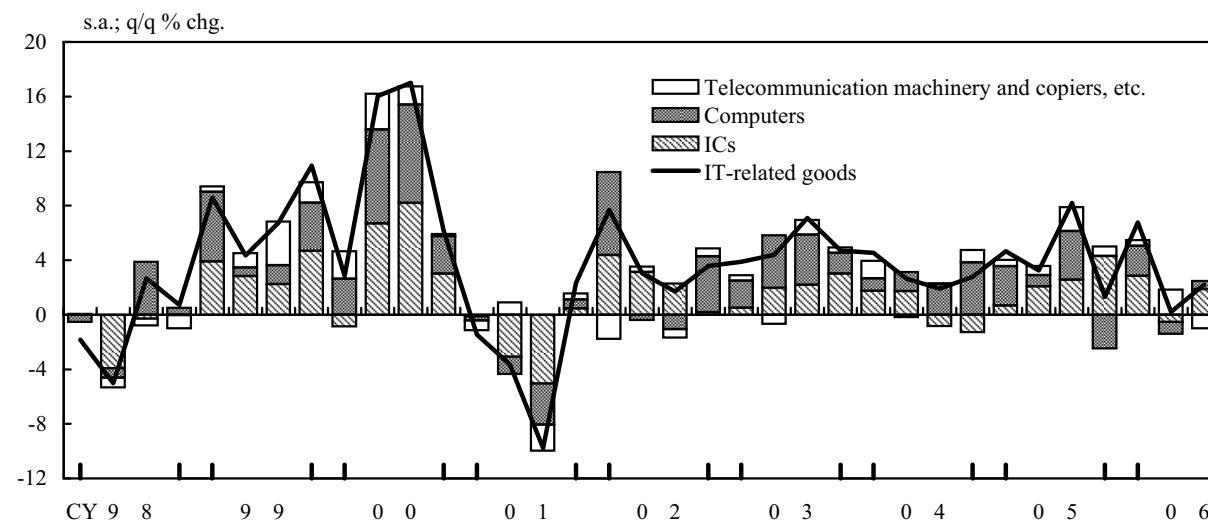 s.a.; q/q % chg.
20
16
12
8
4
0
-4
-8
-12
Telecommunication machinery and copiers, etc.
Computers
ICs
IT-related goods
CY 9 8 9 9 0 0 0 1 0 2 0 3 0 4 0 5 0 6